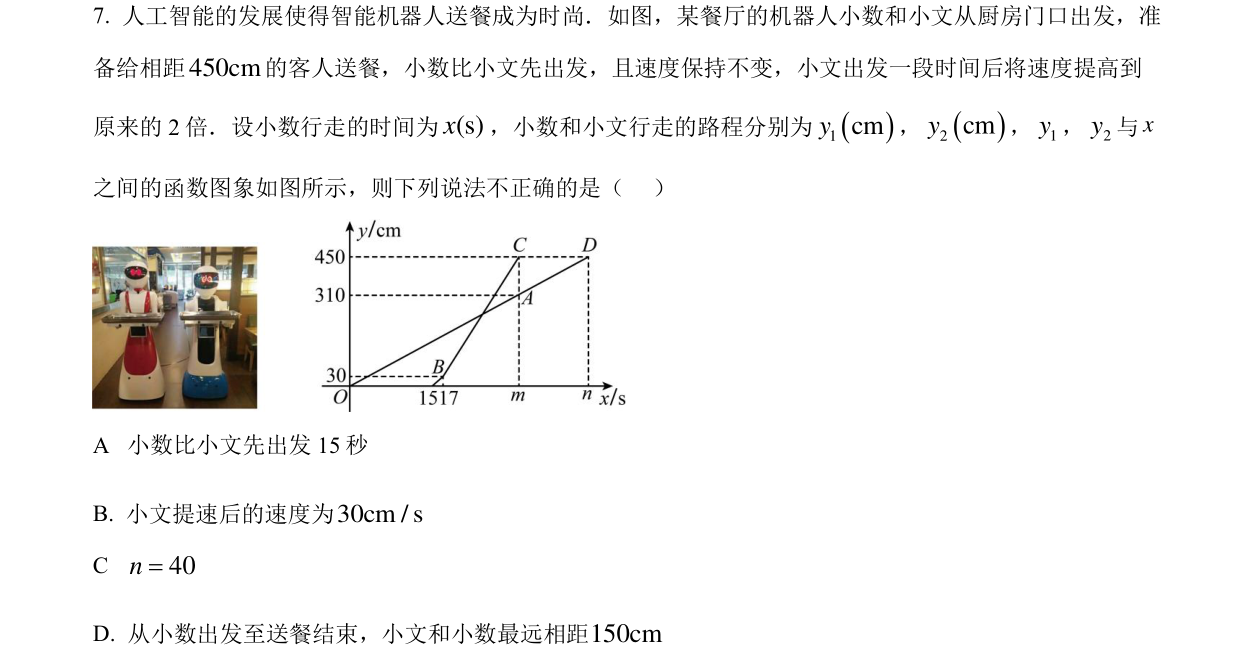 7. 人工智能的发展使得智能机器人送餐成为时尚．如图，某餐厅的机器人小数和小文从厨房门口出发，准
备给相距450cm的客人送餐，小数比小文先出发，且速度保持不变，小文出发一段时间后将速度提高到
原来的 2 倍．设小数行走的时间为x(s)，小数和小文行走的路程分别为y₁(cm)，y₂(cm)，y₁，y₂与x
之间的函数图象如图所示，则下列说法不正确的是（　）
y/cm
C D
450
310
A
B
30
O 1517 m n x/s
A 小数比小文先出发 15 秒
B. 小文提速后的速度为30cm / s
C n = 40
D. 从小数出发至送餐结束，小文和小数最远相距150cm